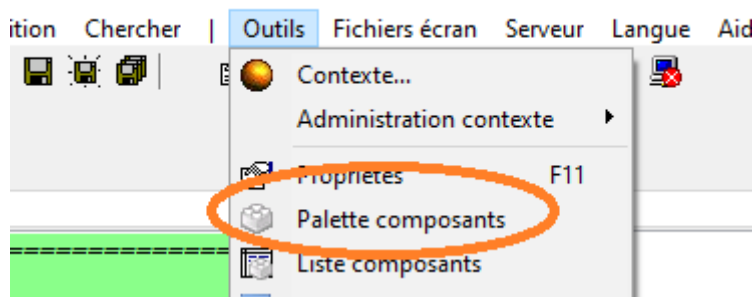 ition Chercher | Outils Fichiers écran Serveur Langue Aid
Contexte...
Administration contexte
Propriétés F11
Palette composants
====================
Liste composants